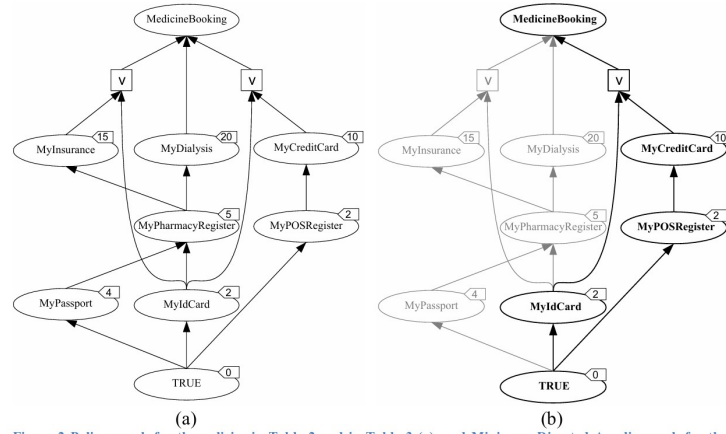 MedicineBooking
V
V
15
MyInsurance
20
MyDialysis
10
MyCreditCard
5
MyPharmacyRegister
2
MyPOSRegister
4
MyPassport
2
MyIdCard
0
TRUE
(a)
MedicineBooking
V
V
15
MyInsurance
20
MyDialysis
10
MyCreditCard
5
MyPharmacyRegister
2
MyPOSRegister
4
MyPassport
2
MyIdCard
0
TRUE
(b)